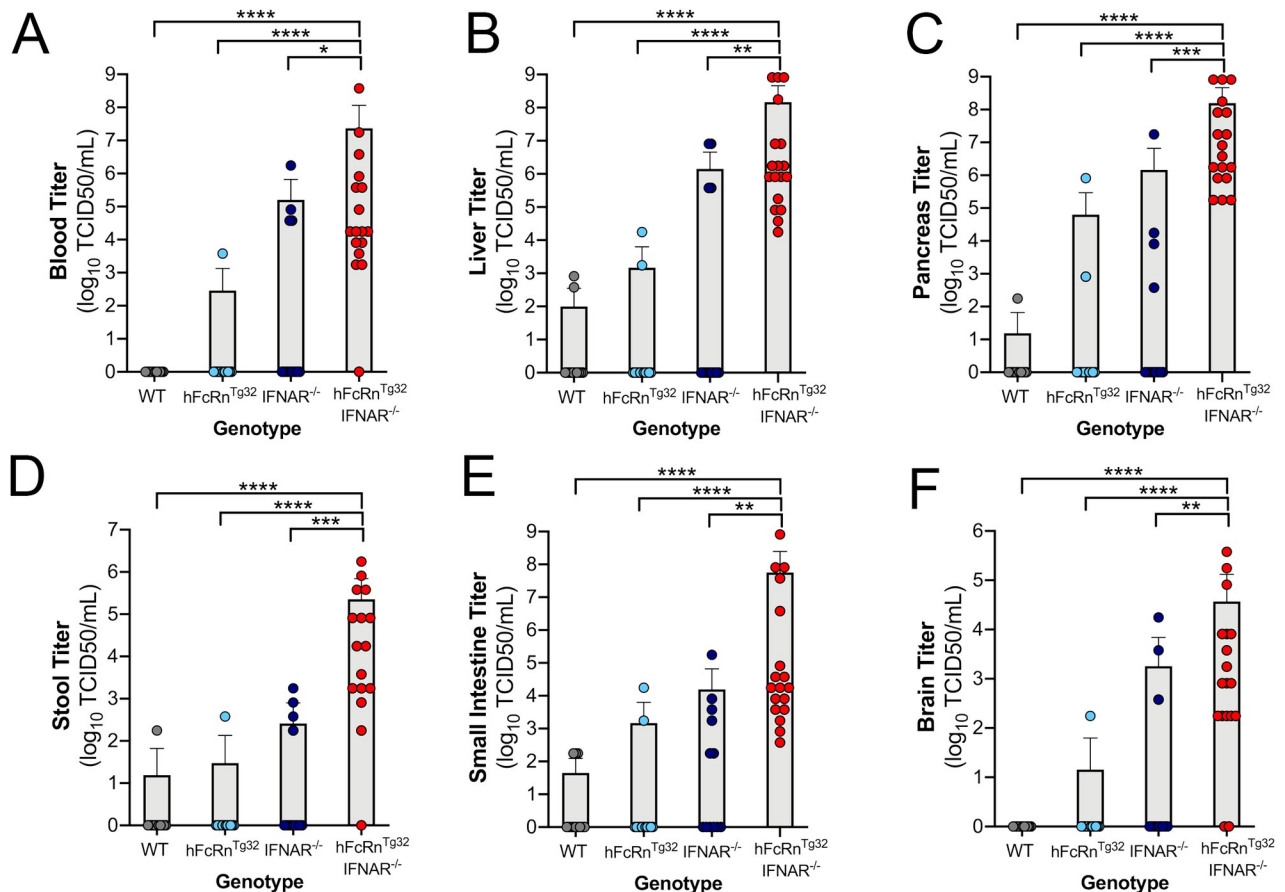 A
****
****
*
Blood Titer
(log10 TCID50/mL)
9
8
7
6
5
4
3
2
1
0
WT
hFcRnTg32
IFNAR-/-
hFcRnTg32
IFNAR-/-
Genotype
B
****
****
**
Liver Titer
(log10 TCID50/mL)
9
8
7
6
5
4
3
2
1
0
WT
hFcRnTg32
IFNAR-/-
hFcRnTg32
IFNAR-/-
Genotype
C
****
****
***
Pancreas Titer
(log10 TCID50/mL)
9
8
7
6
5
4
3
2
1
0
WT
hFcRnTg32
IFNAR-/-
hFcRnTg32
IFNAR-/-
Genotype
D
****
****
***
Stool Titer
(log10 TCID50/mL)
7
6
5
4
3
2
1
0
WT
hFcRnTg32
IFNAR-/-
hFcRnTg32
IFNAR-/-
Genotype
E
****
****
**
Small Intestine Titer
(log10 TCID50/mL)
9
8
7
6
5
4
3
2
1
0
WT
hFcRnTg32
IFNAR-/-
hFcRnTg32
IFNAR-/-
Genotype
F
****
****
**
Brain Titer
(log10 TCID50/mL)
6
5
4
3
2
1
0
WT
hFcRnTg32
IFNAR-/-
hFcRnTg32
IFNAR-/-
Genotype